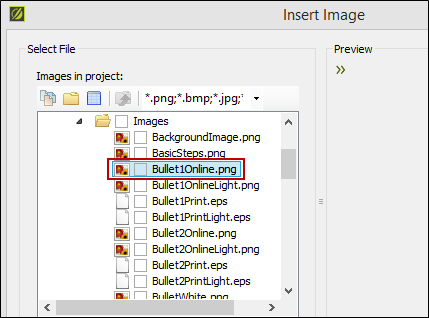 Insert Image
Select File
Preview
Images in project:
*.png;*.bmp;*.jpg;
Images
BackgroundImage.png
BasicSteps.png
Bullet1Online.png
Bullet1OnlineLight.png
Bullet1Print.eps
Bullet1PrintLight.eps
Bullet2Online.png
Bullet2OnlineLight.png
Bullet2Print.eps
Bullet2PrintLight.eps
BulletWhite.png